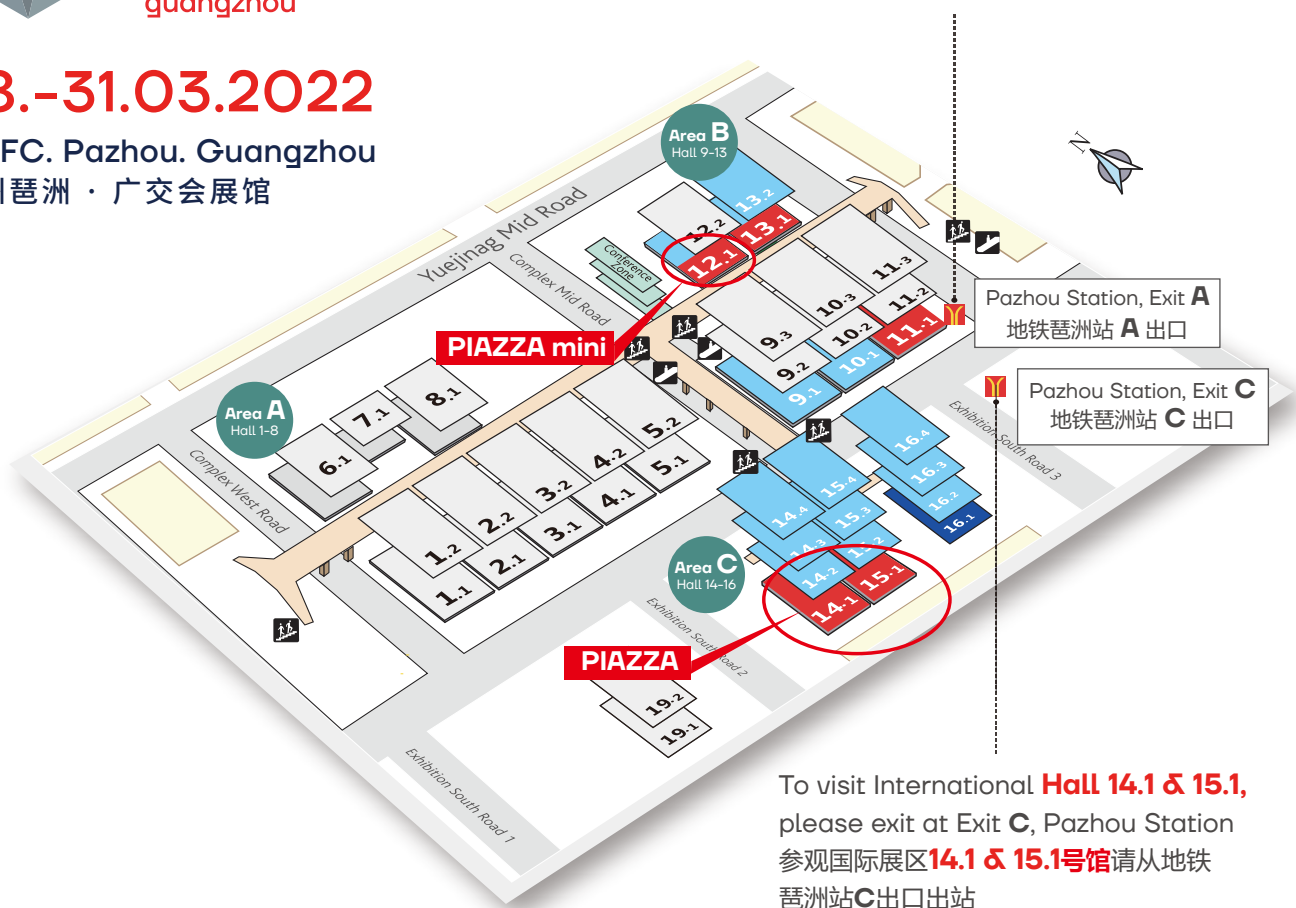 guangzhou
3.-31.03.2022
FC. Pazhou. Guangzhou
琶洲 · 广交会展馆
Area B
Hall 9-13
Yuejinag Mid Road
Complex Mid Road
Conference
Zone
13.2
12.2
13.1
12.1
11.3
10.3
9.3
11.2
10.2
9.2
11.1
10.1
9.1
Pazhou Station, Exit A
地铁琶洲站 A 出口
Pazhou Station, Exit C
地铁琶洲站 C 出口
PIAZZA mini
Area A
Hall 1-8
8.1
7.1
6.1
Complex West Road
5.2
4.2
3.2
2.2
1.2
5.1
4.1
3.1
2.1
1.1
Exhibition South Road 3
16.4
16.3
16.2
16.1
15.4
14.4
15.3
14.3
15.2
14.2
15.1
14.1
Area C
Hall 14-16
Exhibition South Road 2
PIAZZA
19.2
19.1
Exhibition South Road 1
N
To visit International Hall 14.1 & 15.1,
please exit at Exit C, Pazhou Station
参观国际展区14.1 & 15.1号馆请从地铁
琶洲站C出口出站